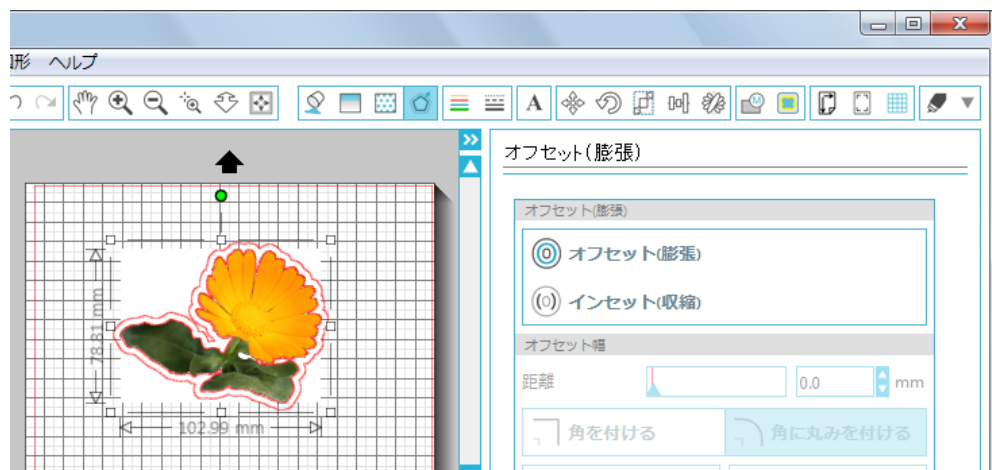 図形 ヘルプ
A
M
オフセット(膨張)
オフセット(膨張)
オフセット(膨張)
インセット(収縮)
オフセット幅
距離 0.0 mm
角を付ける 角に丸みを付ける
78.81 mm
102.99 mm